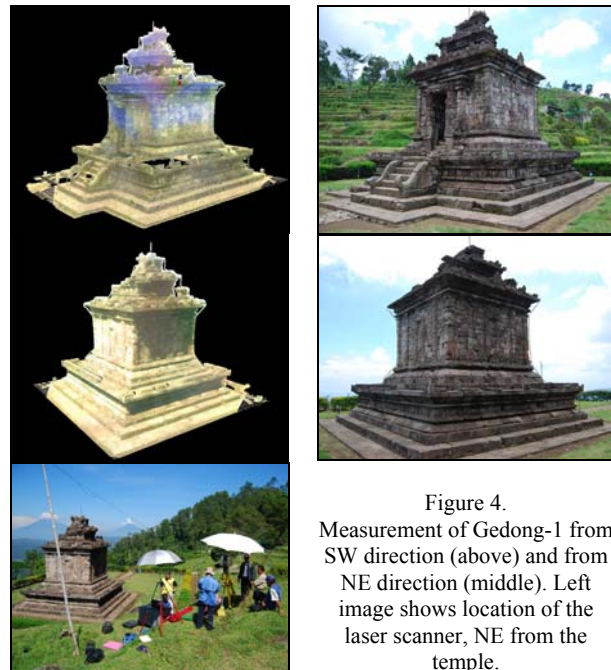 Figure 4.
Measurement of Gedong-1 from
SW direction (above) and from
NE direction (middle). Left
image shows location of the
laser scanner, NE from the
temple.